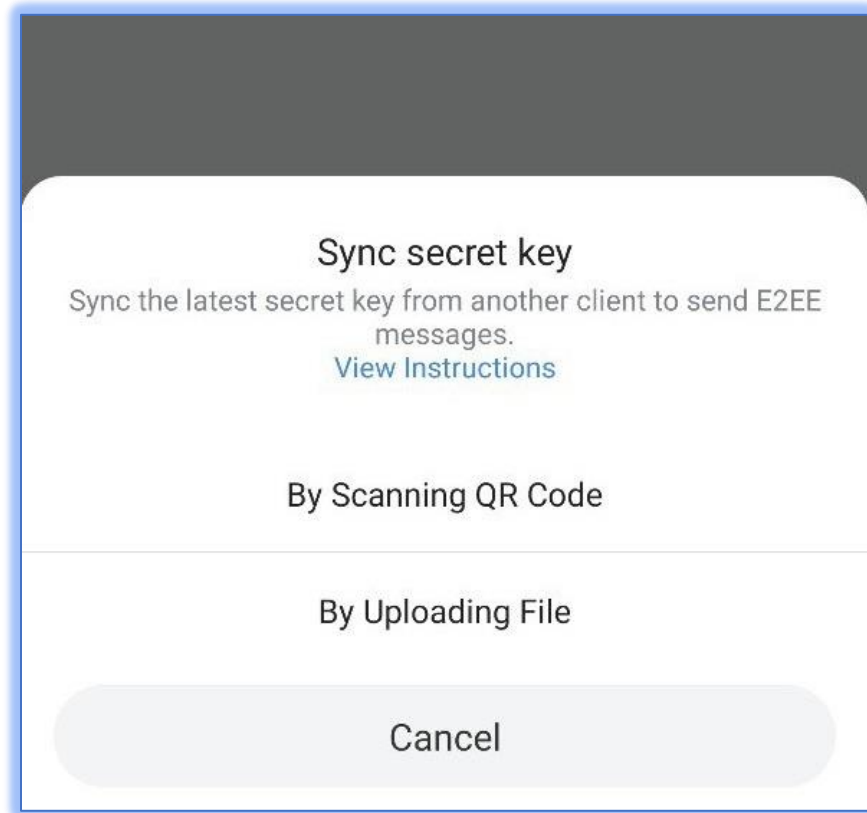 Sync secret key
Sync the latest secret key from another client to send E2EE
messages.
View Instructions
By Scanning QR Code
By Uploading File
Cancel